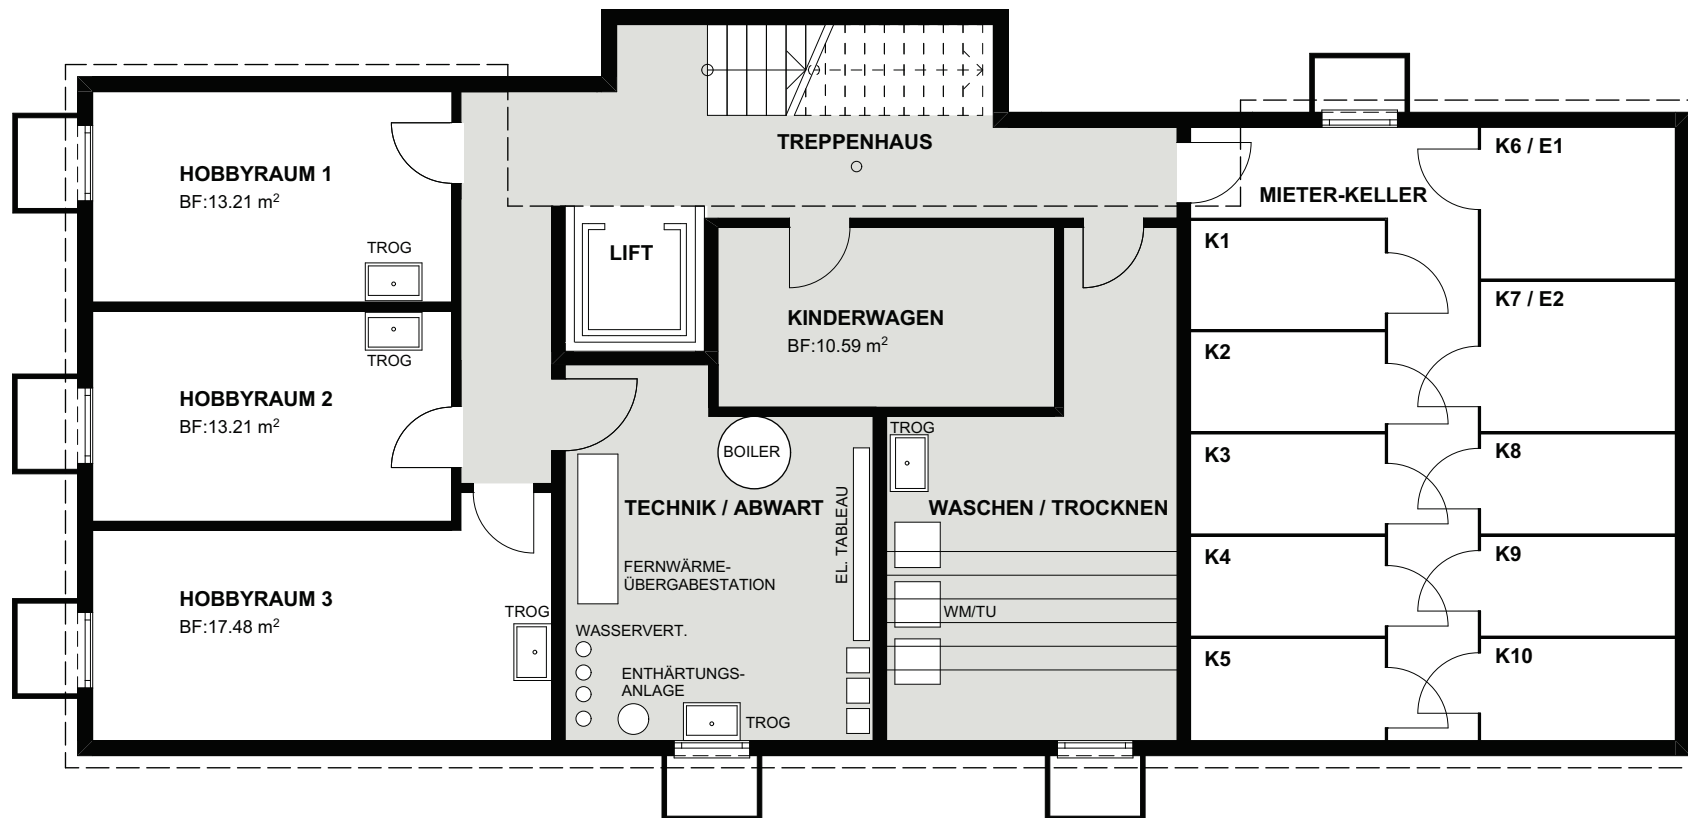 HOBBYRAUM 1
BF:13.21 m²
TROG
TROG
HOBBYRAUM 2
BF:13.21 m²
HOBBYRAUM 3
BF:17.48 m²
TROG
TREPPENHAUS
LIFT
KINDERWAGEN
BF:10.59 m²
BOILER
TECHNIK / ABWART
EL. TABLEAU
FERNWÄRME-
ÜBERGABESTATION
WASSERVERT.
ENTHÄRTUNGS-
ANLAGE
TROG
TROG
WASCHEN / TROCKNEN
WM/TU
MIETER-KELLER
K1
K2
K3
K4
K5
K6 / E1
K7 / E2
K8
K9
K10